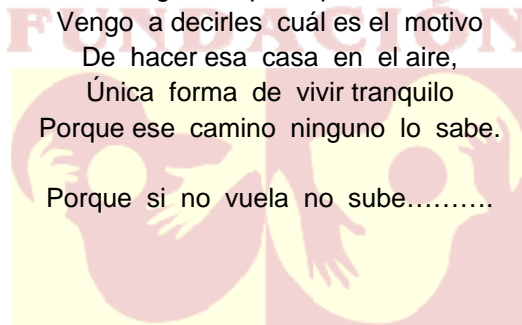 FUNDACIÓN
Vengo a decirles cuál es el motivo
De hacer esa casa en el aire,
Única forma de vivir tranquilo
Porque ese camino ninguno lo sabe.
Porque si no vuela no sube……….